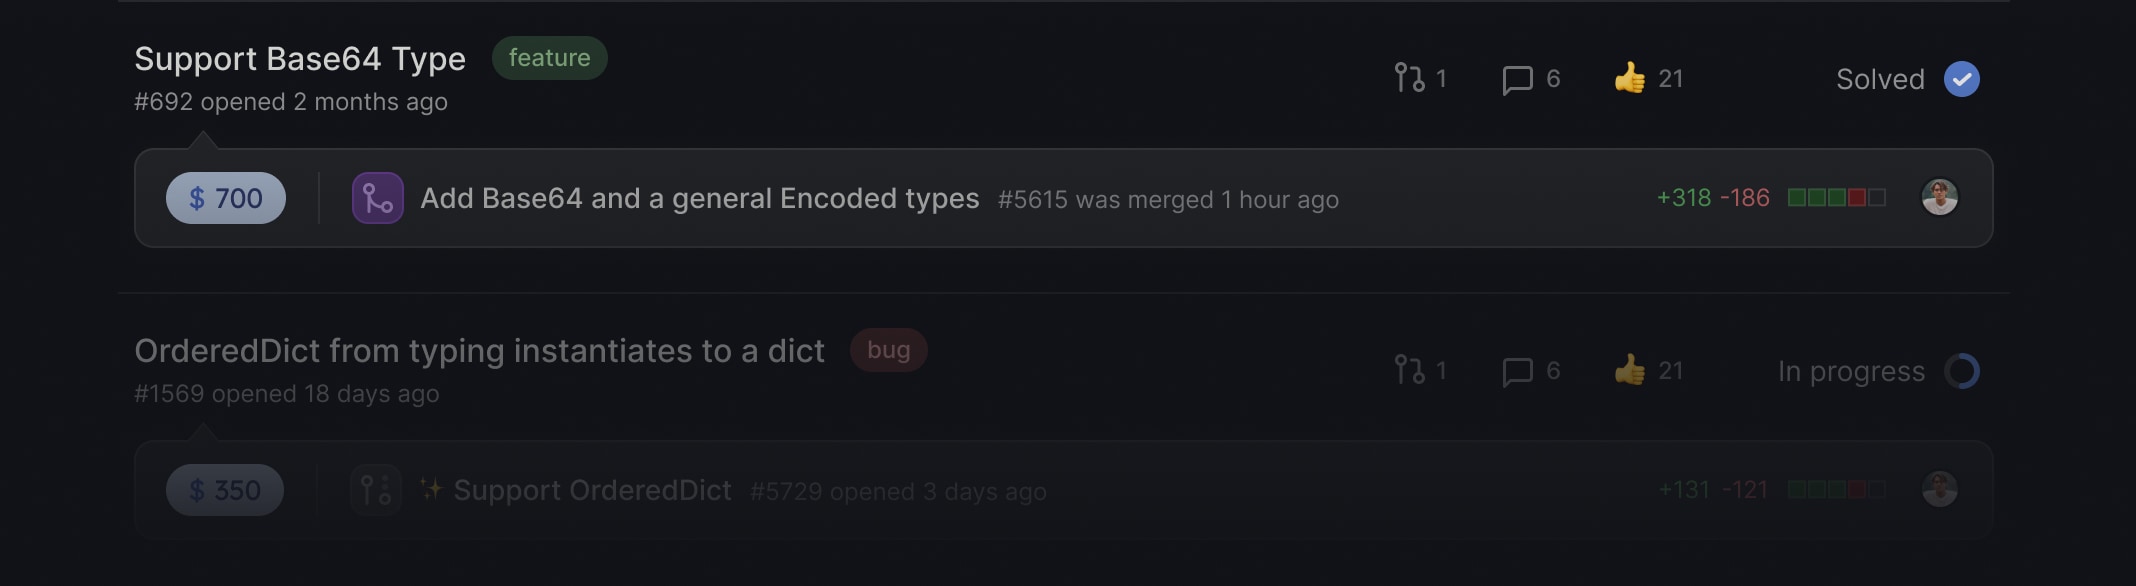 Support Base64 Type feature
#692 opened 2 months ago
1 6 21 Solved
$ 700 Add Base64 and a general Encoded types #5615 was merged 1 hour ago +318 -186
OrderedDict from typing instantiates to a dict bug
#1569 opened 18 days ago
1 6 21 In progress
$ 350 ✨ Support OrderedDict #5729 opened 3 days ago +131 -121